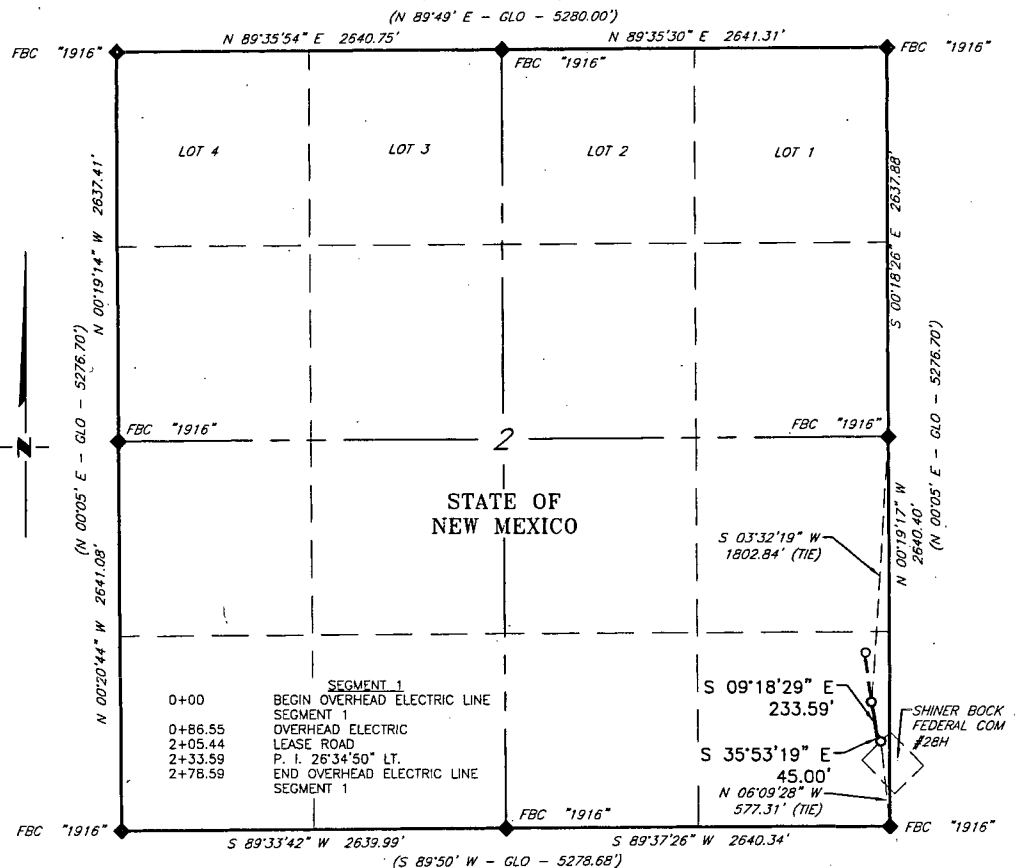 (N 89°49' E - GLO - 5280.00')
N 89°35'54" E 2640.75'
N 89°35'30" E 2641.31'
FBC "1916"
FBC "1916"
FBC "1916"
LOT 4
LOT 3
LOT 2
LOT 1
N 00°19'14" W 2637.41'
S 00°18'26" E 2637.88'
(N 00°05' E - GLO - 5276.70')
(N 00°05' E - GLO - 5276.70')
N
FBC "1916"
2
FBC "1916"
STATE OF
NEW MEXICO
S 03°32'19" W
1802.84' (TIE)
N 00°19'17" W
2640.40'
N 00°20'44" W 2641.08'
SEGMENT 1
0+00 BEGIN OVERHEAD ELECTRIC LINE
SEGMENT 1
0+86.55 OVERHEAD ELECTRIC
2+05.44 LEASE ROAD
2+33.59 P. I. 26°34'50" LT.
2+78.59 END OVERHEAD ELECTRIC LINE
SEGMENT 1
S 09°18'29" E
233.59'
SHINER BOCK
FEDERAL COM
#28H
S 35°53'19" E
45.00'
N 06°09'28" W
577.31' (TIE)
FBC "1916"
FBC "1916"
FBC "1916"
S 89°33'42" W 2639.99'
S 89°37'26" W 2640.34'
(S 89°50' W - GLO - 5278.68')